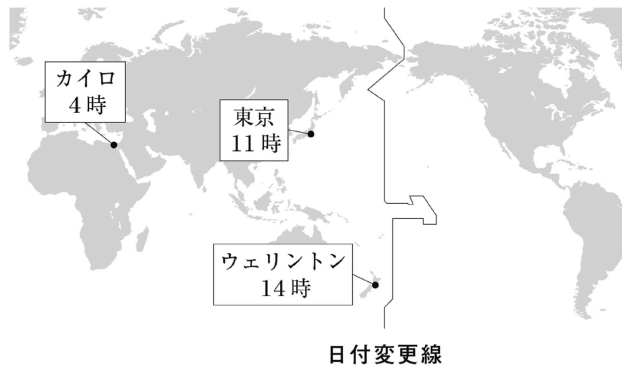 カイロ
4時
東京
11時
ウェリントン
14時
日付変更線